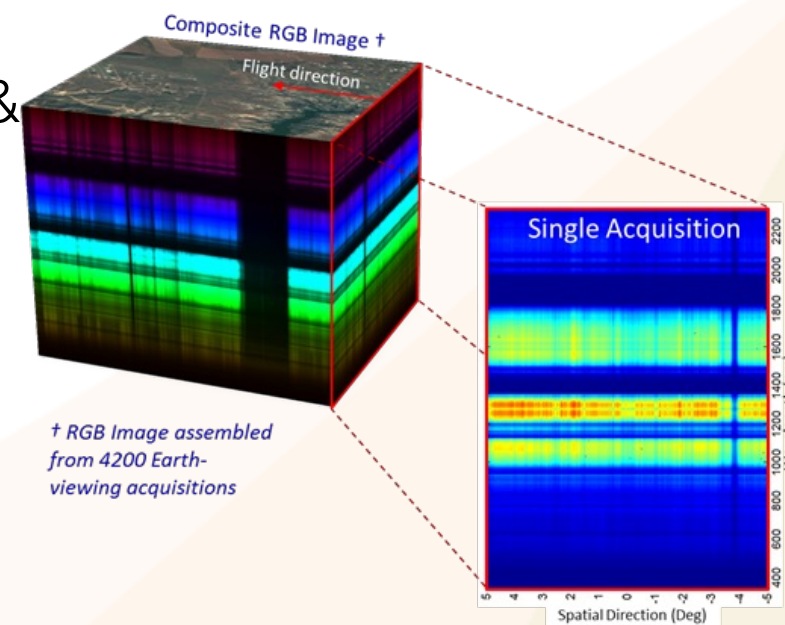 Composite RGB Image †
&
Flight direction
Single Acquisition
2200
2000
1800
1600
1400
1200
1000
800
600
400
† RGB Image assembled
from 4200 Earth-
viewing acquisitions
5 4 3 2 1 0 -1 -2 -3 -4 -5
Spatial Direction (Deg)